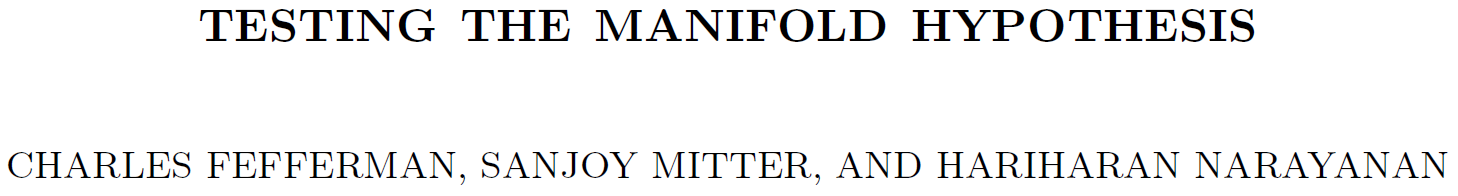 TESTING THE MANIFOLD HYPOTHESIS
CHARLES FEFFERMAN, SANJOY MITTER, AND HARIHARAN NARAYANAN